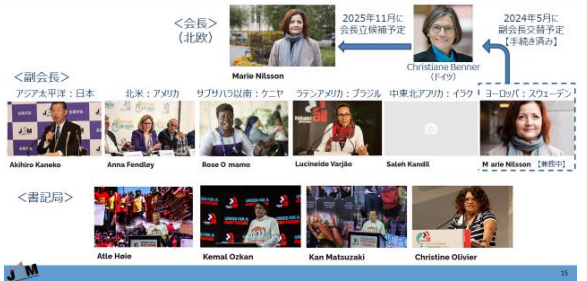 <会長>
(北欧)
2025年11月に
会長立候補予定
2024年5月に
副会長交替予定
【手続き済み】
Marie Nilsson
Christiane Benner
(ドイツ)
<副会長>
アジア太平洋：日本
北米：アメリカ
サブサハラ以南：ケニヤ
ラテンアメリカ：ブラジル
中東北アフリカ：イラク
ヨーロッパ：スウェーデン
Akihiro Kaneko
Anna Fendley
Rose O mamo
Lucineide Varjão
Saleh Kandil
M arie Nilsson 【兼務中】
<書記局>
Atle Høie
Kemal Ozkan
Kan Matsuzaki
Christine Olivier
15